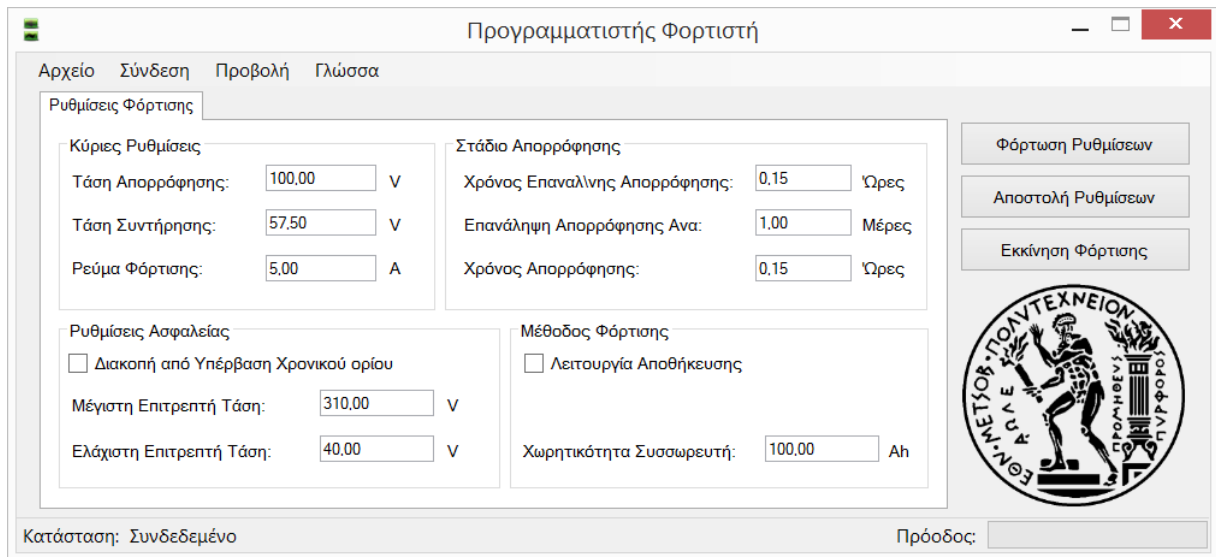 Προγραμματιστής Φορτιστή
Αρχείο Σύνδεση Προβολή Γλώσσα
Ρυθμίσεις Φόρτισης
Κύριες Ρυθμίσεις
Τάση Απορρόφησης: 100,00 V
Τάση Συντήρησης: 57,50 V
Ρεύμα Φόρτισης: 5,00 A
Στάδιο Απορρόφησης
Χρόνος Επαναλ\νης Απορρόφησης: 0,15 Ώρες
Επανάληψη Απορρόφησης Ανα: 1,00 Μέρες
Χρόνος Απορρόφησης: 0,15 Ώρες
Ρυθμίσεις Ασφαλείας
Διακοπή από Υπέρβαση Χρονικού ορίου
Μέγιστη Επιτρεπτή Τάση: 310,00 V
Ελάχιστη Επιτρεπτή Τάση: 40,00 V
Μέθοδος Φόρτισης
Λειτουργία Αποθήκευσης
Χωρητικότητα Συσσωρευτή: 100,00 Ah
Φόρτωση Ρυθμίσεων
Αποστολή Ρυθμίσεων
Εκκίνηση Φόρτισης
ΕΘΝ·ΜΕΤΣΟΒ·ΠΟΛΥΤΕΧΝΕΙΟΝ
ΠΡΟΜΗΘΕΥΣ
ΠΥΡΦΟΡΟΣ
Κατάσταση: Συνδεδεμένο
Πρόοδος: